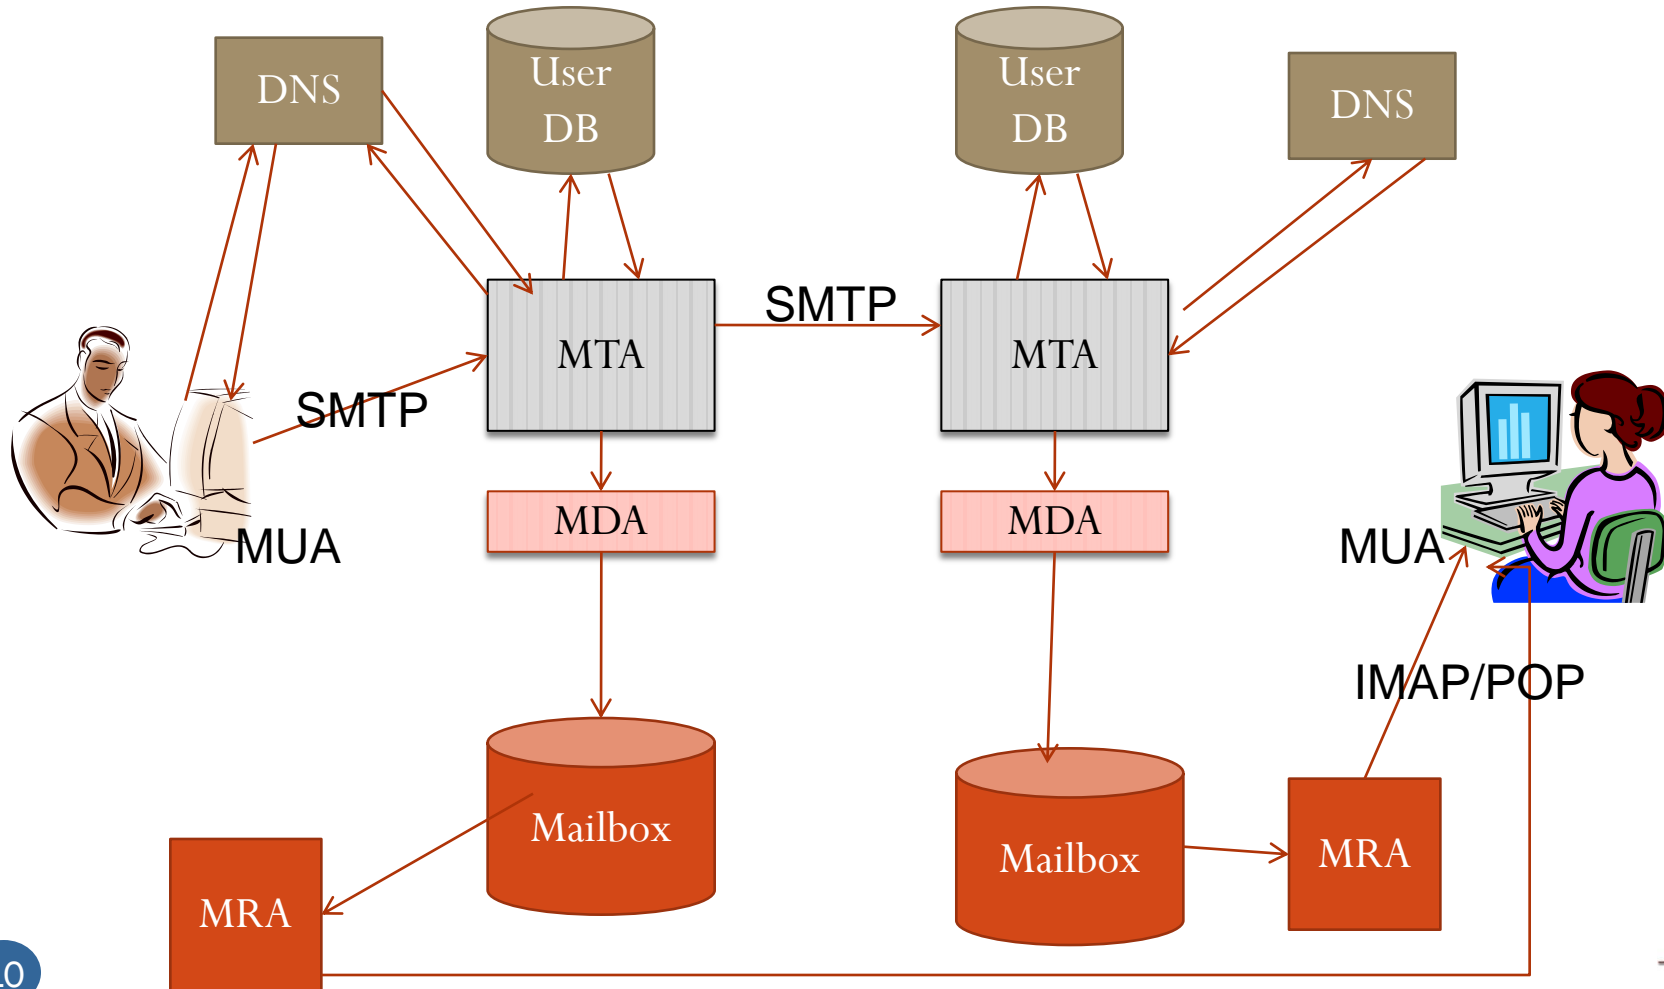 User
DB
User
DB
DNS
DNS
SMTP
MTA
MTA
SMTP
MDA
MDA
MUA
MUA
IMAP/POP
Mailbox
Mailbox
MRA
MRA